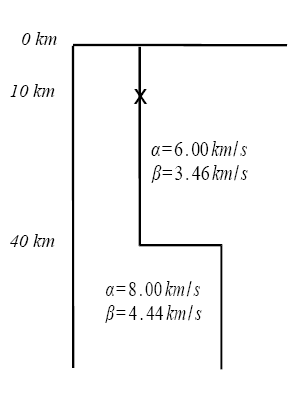 0 km
10 km
X
α=6.00 km/s
β=3.46 km/s
40 km
α=8.00 km/s
β=4.44 km/s